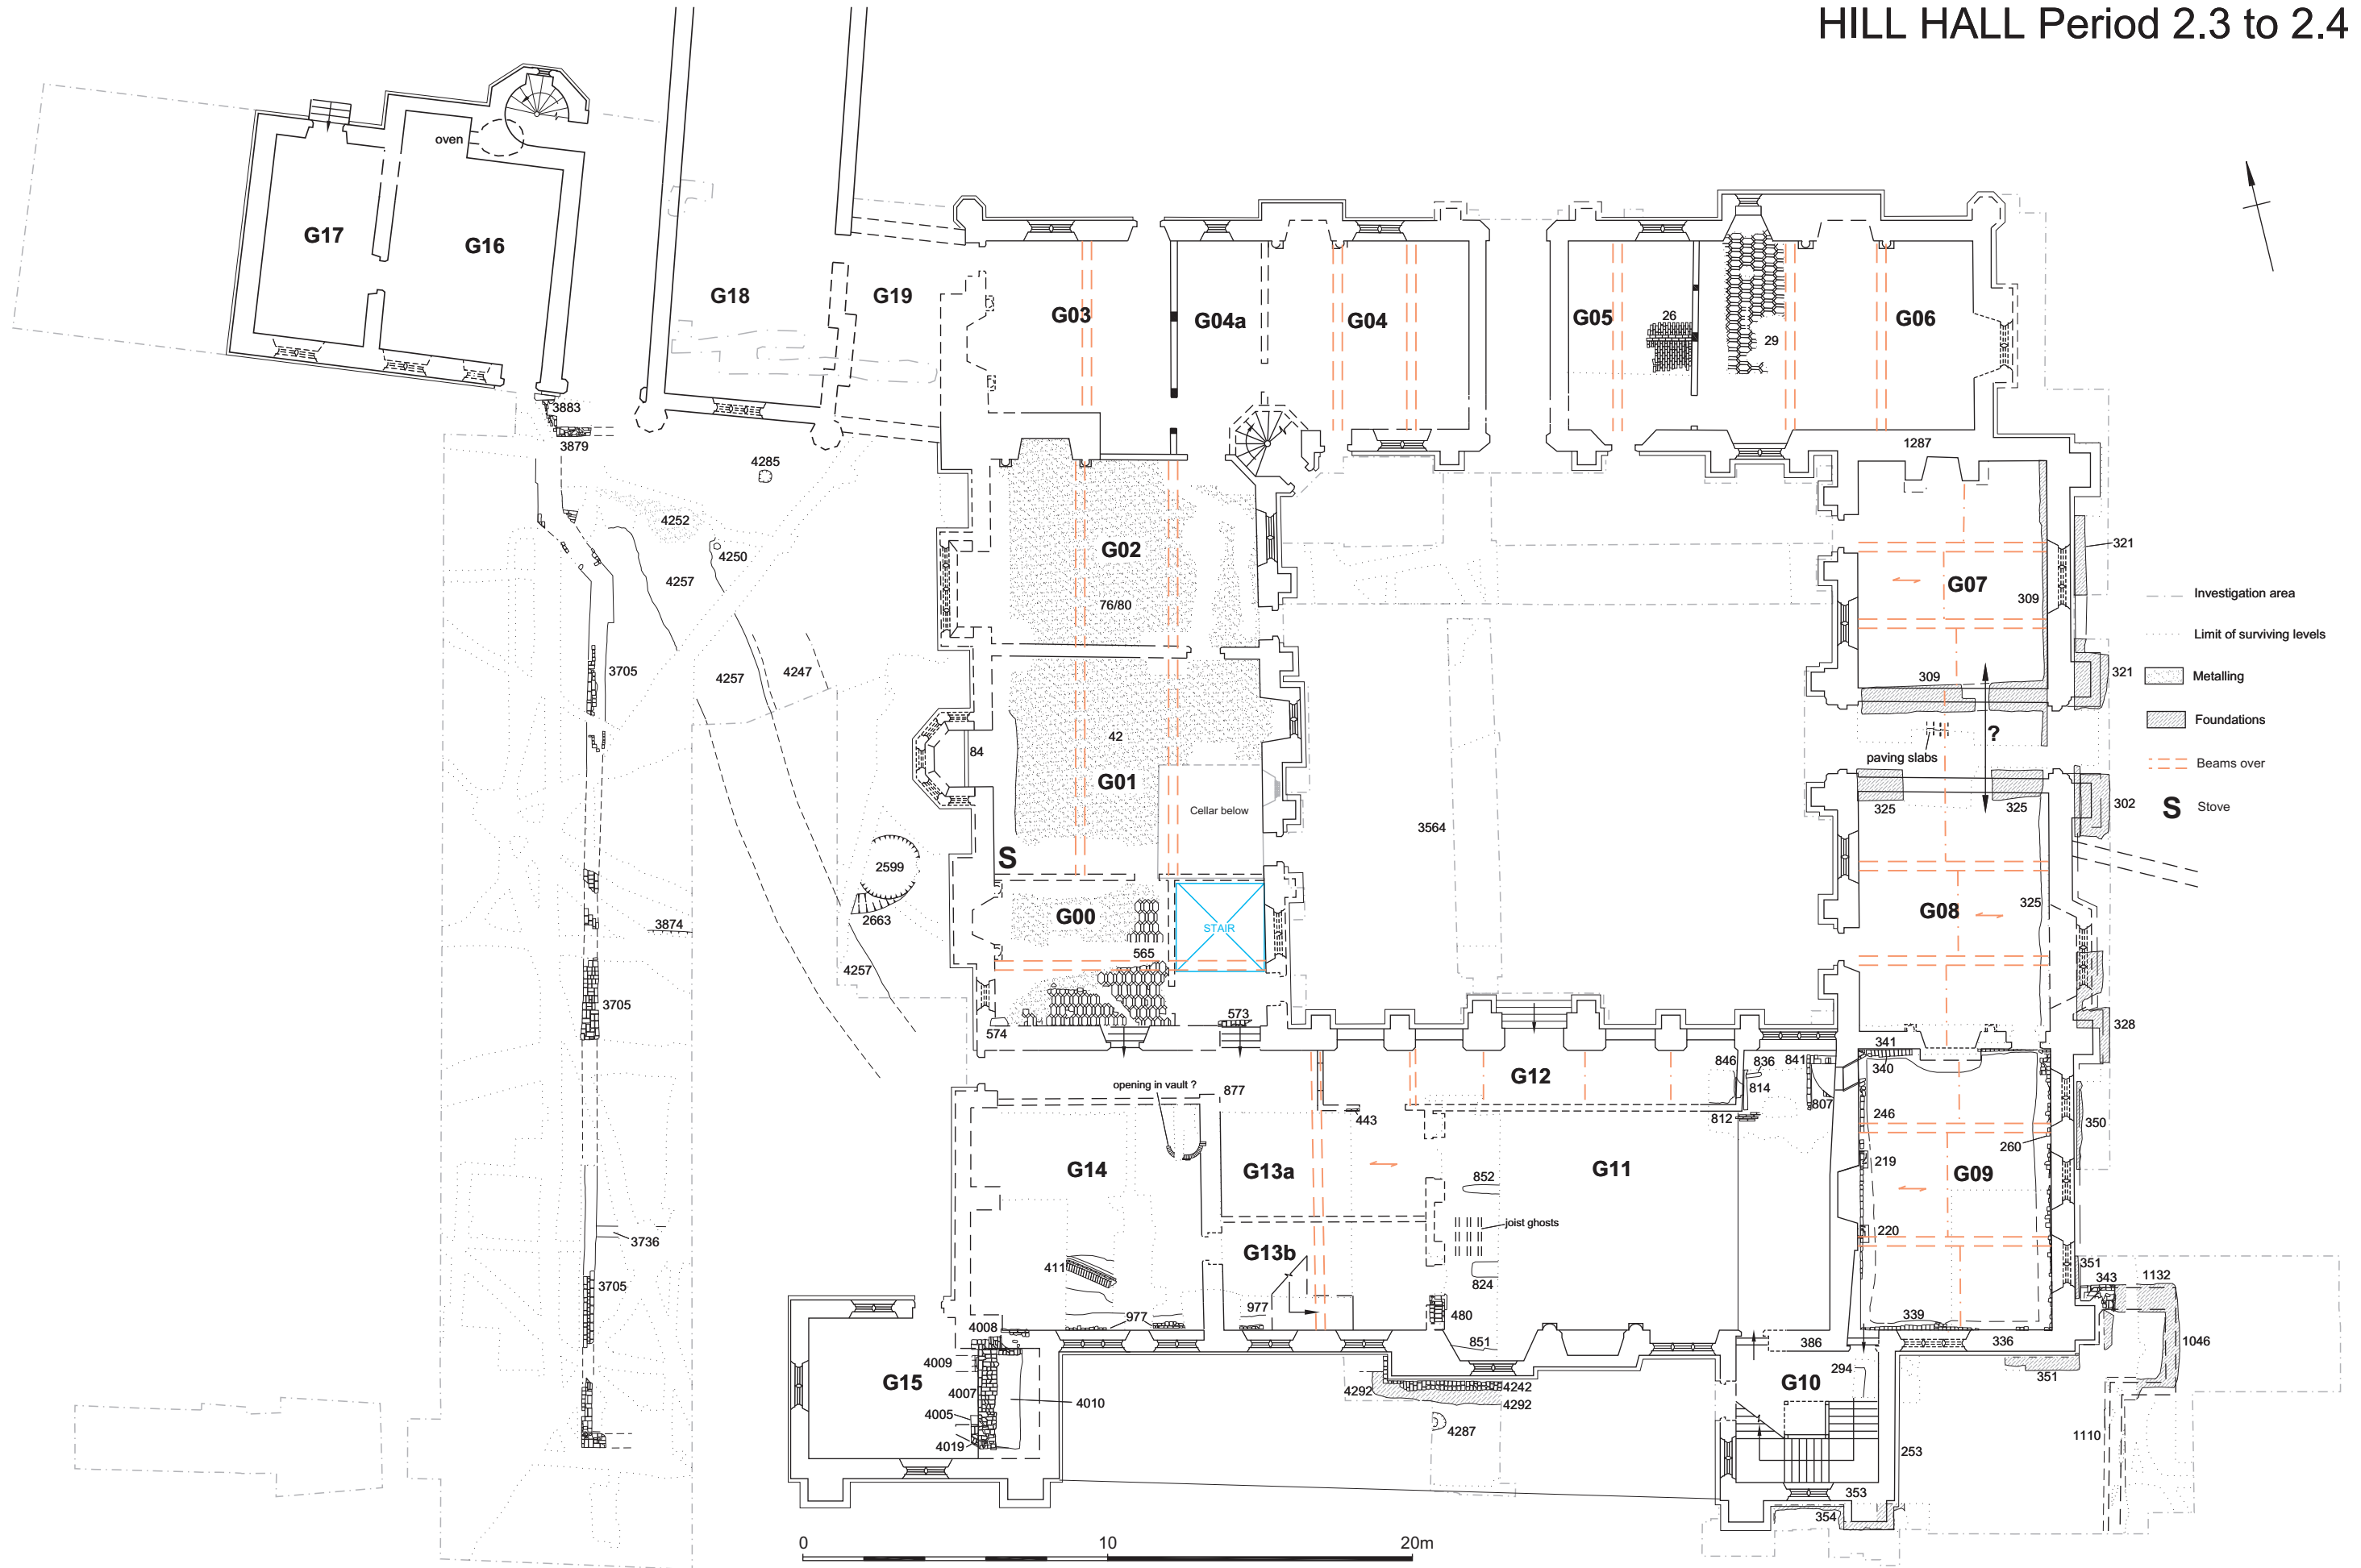 HILL HALL Period 2.3 to 2.4
oven
G17
G16
G18
G19
G03
G04a
G04
G05
26
29
G06
3883
3879
4285
1287
4252
4250
4257
G02
76/80
321
G07
309
Investigation area
Limit of surviving levels
3705
4257
4247
309
321
Metalling
Foundations
84
42
?
paving slabs
Beams over
G01
Cellar below
325
325
302
S
Stove
3564
S
2599
2663
G00
STAIR
G08
325
3874
565
4257
3705
574
573
328
341
340
846
836
841
G12
814
807
opening in vault ?
877
443
812
246
350
260
G14
G13a
G11
219
G09
852
joist ghosts
220
3736
G13b
411
824
351
343
1132
3705
977
977
480
339
4008
851
386
336
1046
4009
G15
4007
4010
4292
4242
4292
G10
294
351
4005
4019
4287
1110
253
353
354
0
10
20m